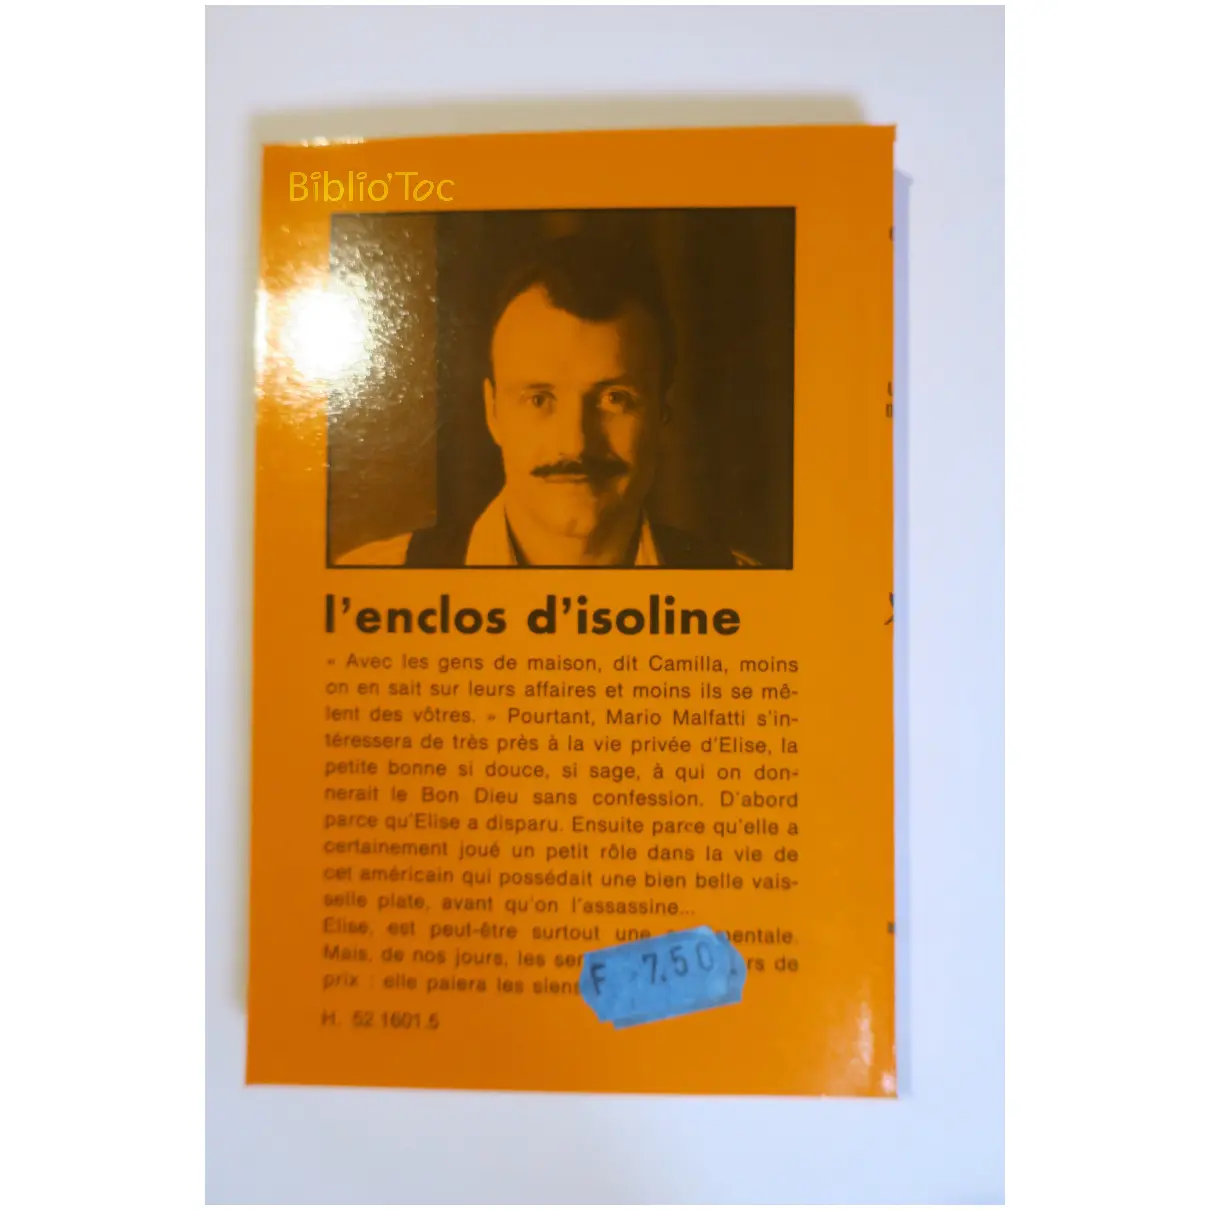 Biblio'Toc
l'enclos d'isoline
« Avec les gens de maison, dit Camilla, moins
on en sait sur leurs affaires et moins ils se mê-
lent des vôtres. » Pourtant, Mario Malfatti s'in-
téressera de très près à la vie privée d'Elise, la
petite bonne si douce, si sage, à qui on don-
nerait le Bon Dieu sans confession. D'abord
parce qu'Elise a disparu. Ensuite parce qu'elle a
certainement joué un petit rôle dans la vie de
cet américain qui possédait une bien belle vais-
selle plate, avant qu'on l'assassine...
Elise, est peut-être surtout une
Mais, de nos jours, les de
prix : elle paiera les
F 7.50
H. 52.1601.5